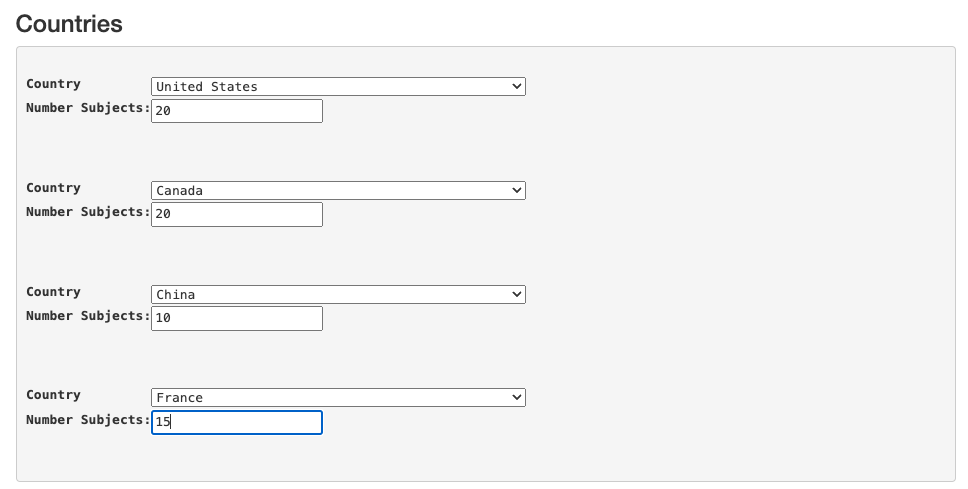 Countries
Country United States
Number Subjects: 20
Country Canada
Number Subjects: 20
Country China
Number Subjects: 10
Country France
Number Subjects: 15